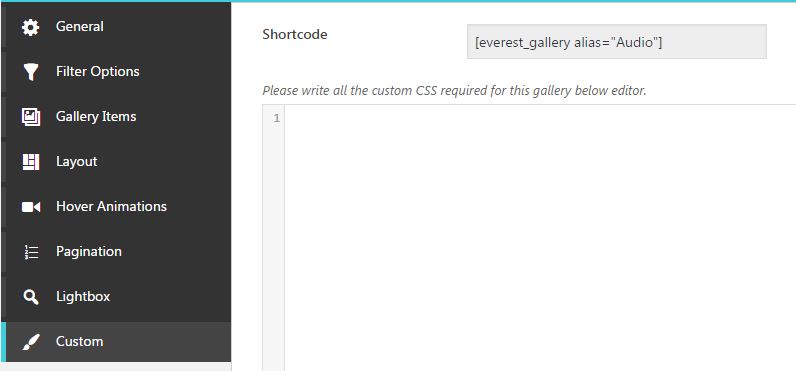 General
Filter Options
Gallery Items
Layout
Hover Animations
Pagination
Lightbox
Custom
Shortcode
[everest_gallery alias="Audio"]
Please write all the custom CSS required for this gallery below editor.
1